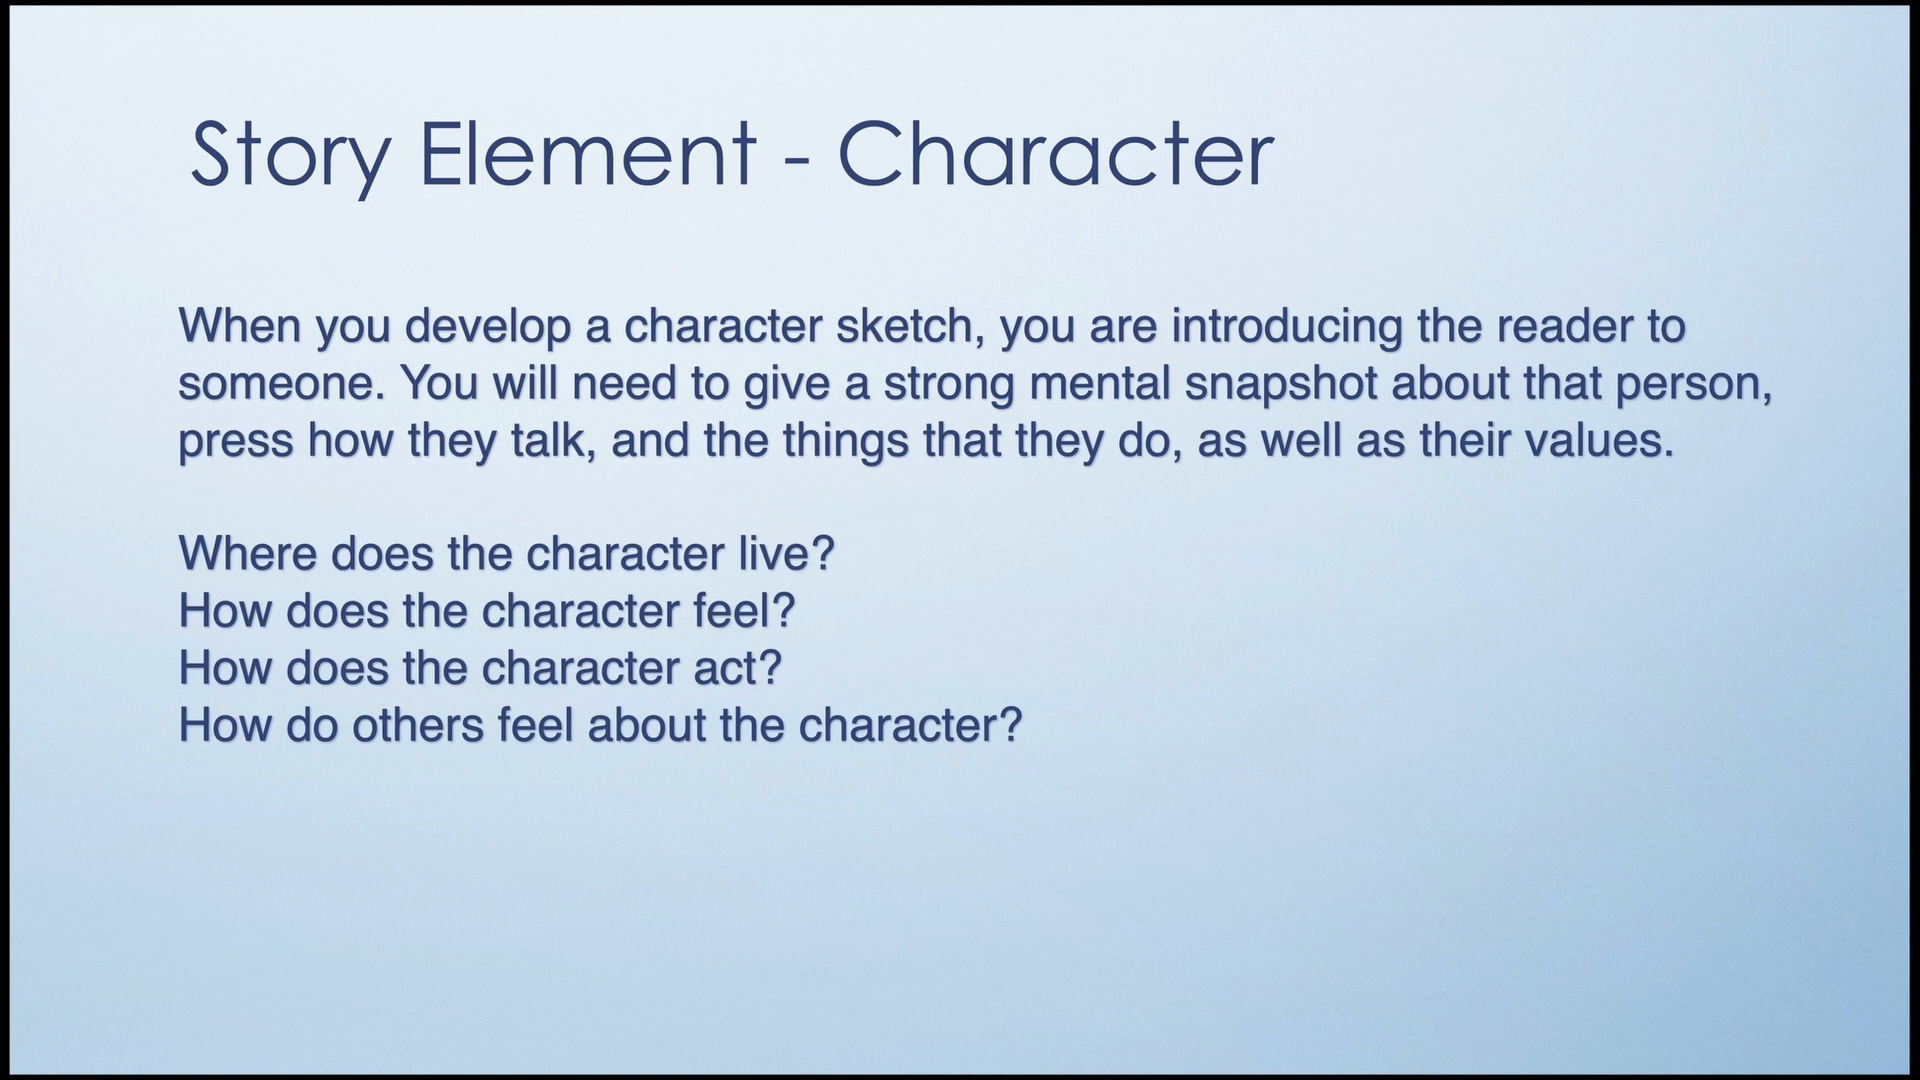 Story Element - Character
When you develop a character sketch, you are introducing the reader to
someone. You will need to give a strong mental snapshot about that person,
press how they talk, and the things that they do, as well as their values.
Where does the character live?
How does the character feel?
How does the character act?
How do others feel about the character?